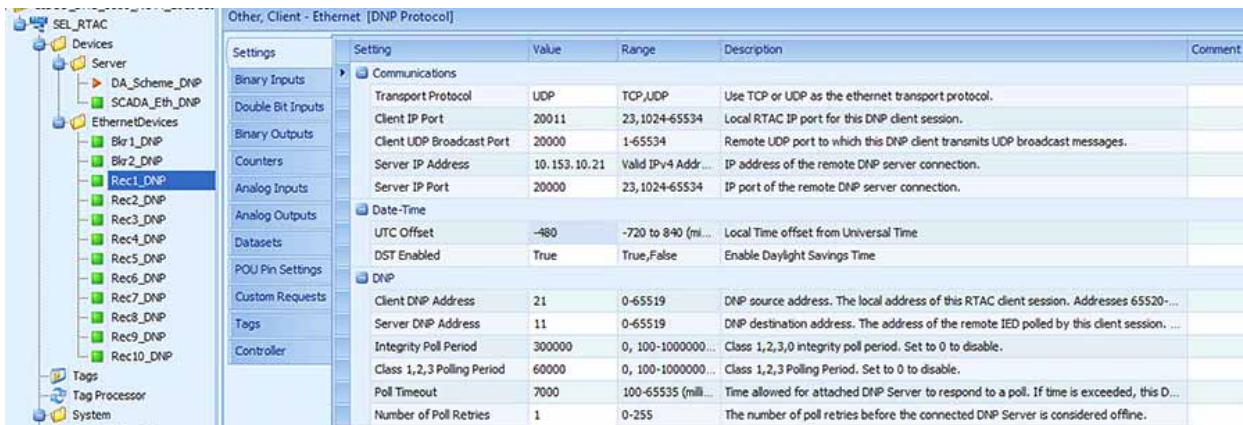 SEL_RTAC
Devices
Server
DA_Scheme_DNP
SCADA_Eth_DNP
EthernetDevices
Bkr1_DNP
Bkr2_DNP
Rec1_DNP
Rec2_DNP
Rec3_DNP
Rec4_DNP
Rec5_DNP
Rec6_DNP
Rec7_DNP
Rec8_DNP
Rec9_DNP
Rec10_DNP
Tags
Tag Processor
System
Other, Client - Ethernet [DNP Protocol]
Settings
Binary Inputs
Double Bit Inputs
Binary Outputs
Counters
Analog Inputs
Analog Outputs
Datasets
POU Pin Settings
Custom Requests
Tags
Controller
Setting Value Range Description Comment
Communications
Transport Protocol UDP TCP,UDP Use TCP or UDP as the ethernet transport protocol.
Client IP Port 20011 23,1024-65534 Local RTAC IP port for this DNP client session.
Client UDP Broadcast Port 20000 1-65534 Remote UDP port to which this DNP client transmits UDP broadcast messages.
Server IP Address 10.153.10.21 Valid IPv4 Addr... IP address of the remote DNP server connection.
Server IP Port 20000 23,1024-65534 IP port of the remote DNP server connection.
Date-Time
UTC Offset -480 -720 to 840 (mi... Local Time offset from Universal Time
DST Enabled True True,False Enable Daylight Savings Time
DNP
Client DNP Address 21 0-65519 DNP source address. The local address of this RTAC client session. Addresses 65520-...
Server DNP Address 11 0-65519 DNP destination address. The address of the remote IED polled by this client session. ...
Integrity Poll Period 300000 0, 100-1000000... Class 1,2,3,0 integrity poll period. Set to 0 to disable.
Class 1,2,3 Polling Period 60000 0, 100-1000000... Class 1,2,3 Polling Period. Set to 0 to disable.
Poll Timeout 7000 100-65535 (milli... Time allowed for attached DNP Server to respond to a poll. If time is exceeded, this D...
Number of Poll Retries 1 0-255 The number of poll retries before the connected DNP Server is considered offline.